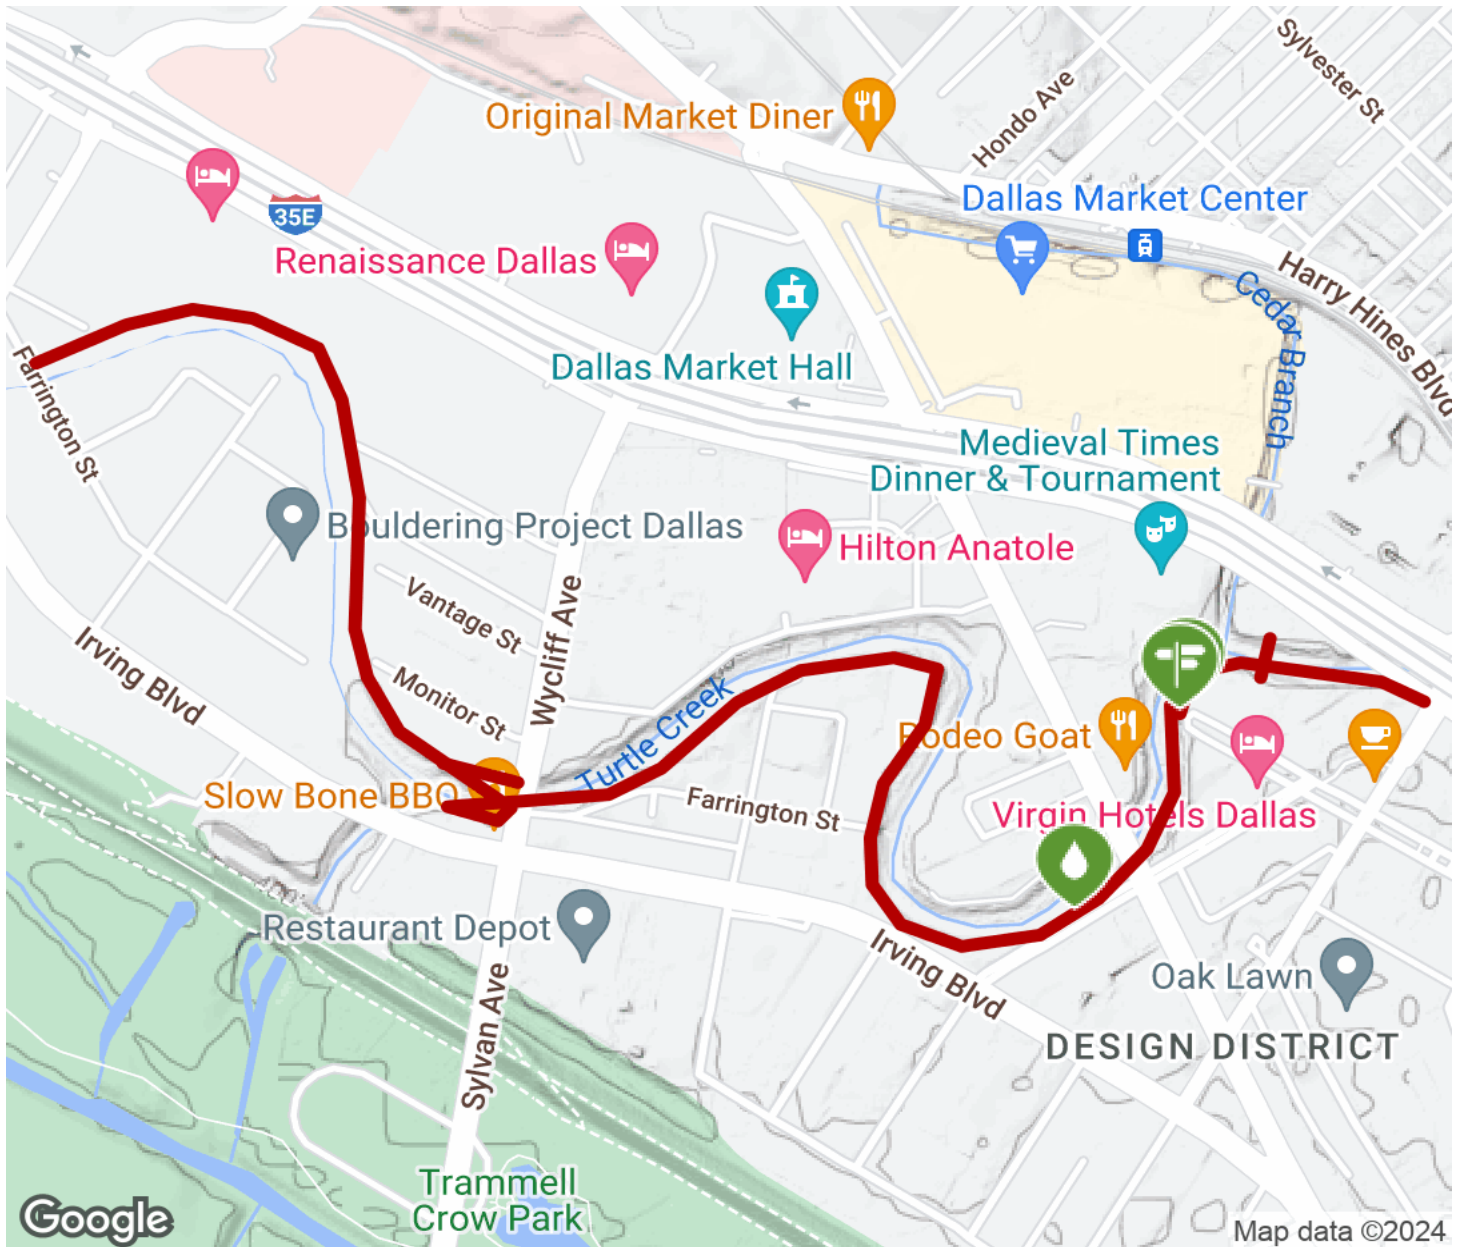 Sylvester St
Hondo Ave
Original Market Diner
Dallas Market Center
35E
Renaissance Dallas
Harry Hines Blvd
Cedar Branch
Dallas Market Hall
Farrington St
Medieval Times
Dinner & Tournament
Bouldering Project Dallas
Hilton Anatole
Vantage St
Wycliff Ave
Irving Blvd
Monitor St
Turtle Creek
Rodeo Goat
Slow Bone BBQ
Farrington St
Virgin Hotels Dallas
400'
Restaurant Depot
Irving Blvd
Oak Lawn
Sylvan Ave
DESIGN DISTRICT
Trammell
Crow Park
Google
Map data ©2024